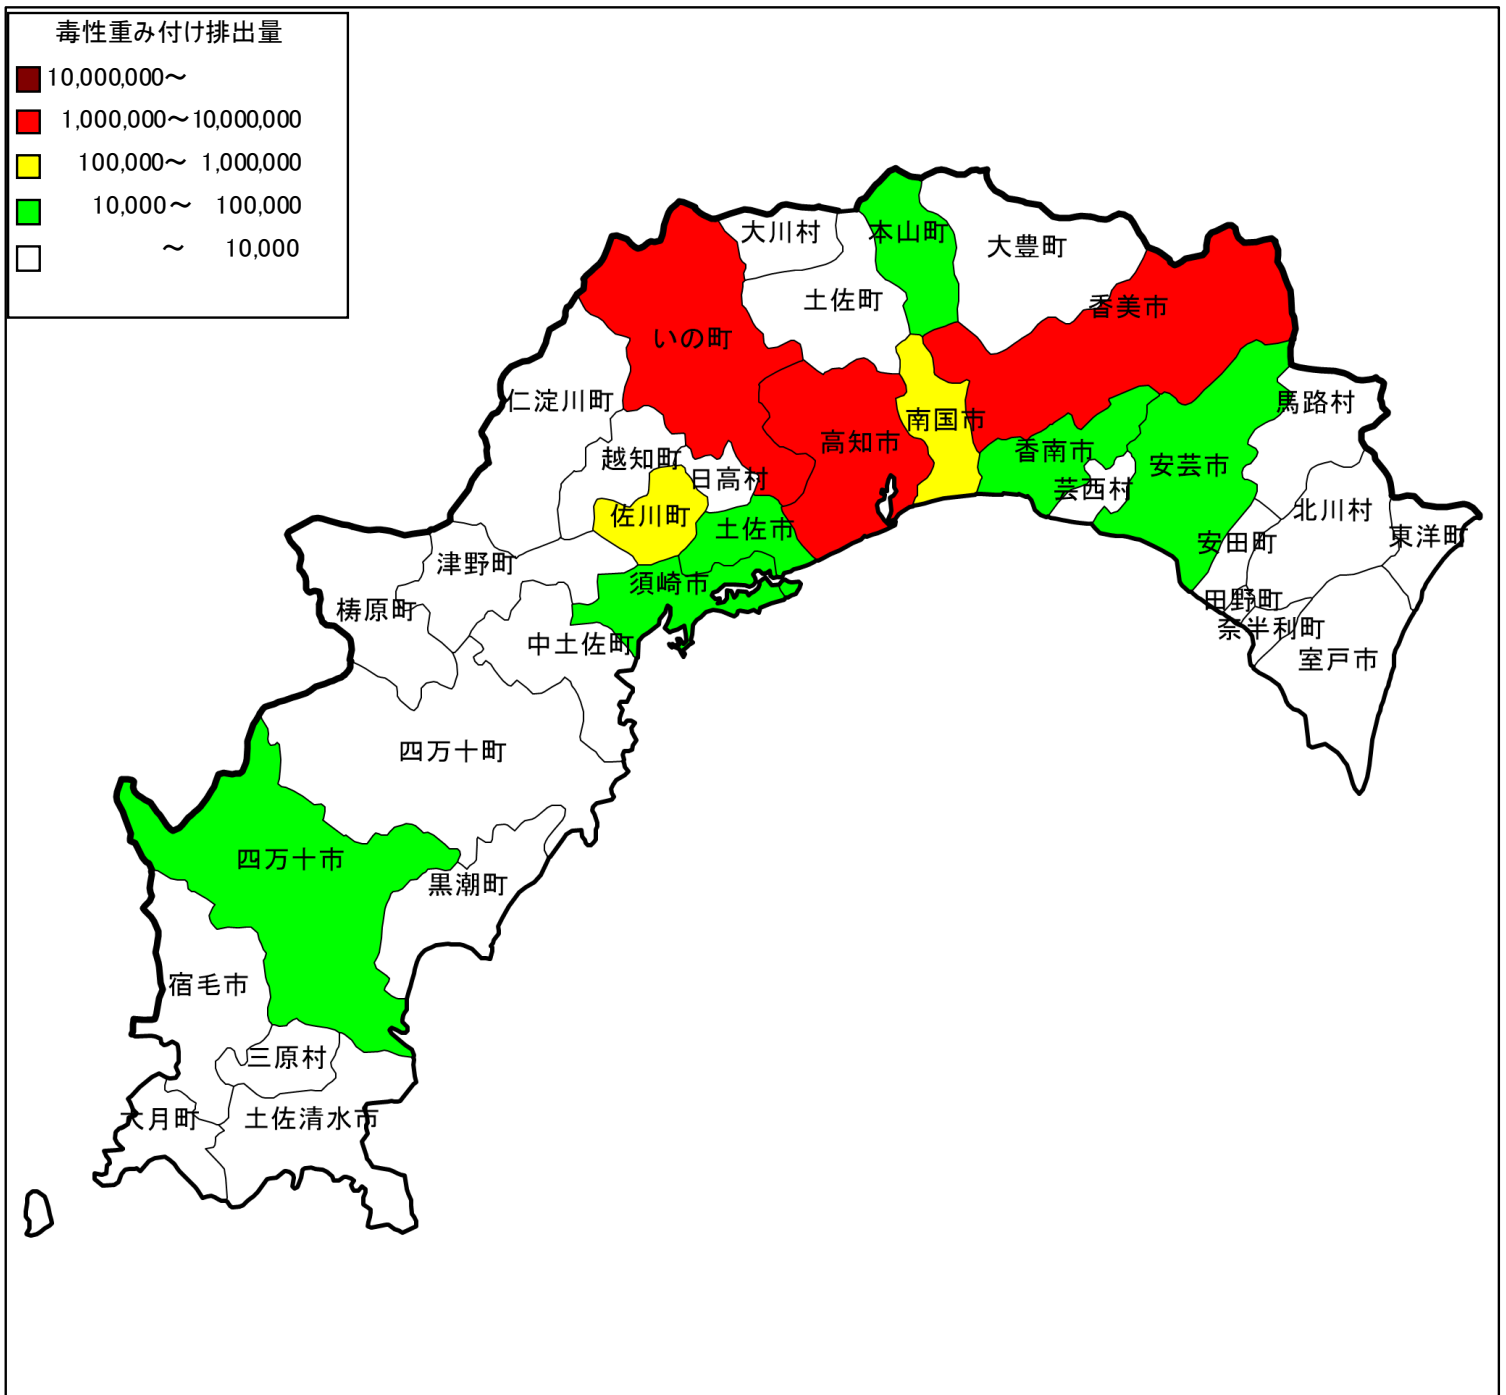 毒性重み付け排出量
10,000,000～
1,000,000～10,000,000
100,000～ 1,000,000
10,000～ 100,000
～ 10,000
大川村
本山町
大豊町
土佐町
香美市
いの町
仁淀川町
馬路村
南国市
高知市
香南市
越知町
安芸市
日高村
芸西村
北川村
佐川町
土佐市
安田町
東洋町
津野町
須崎市
田野町
梼原町
奈半利町
中土佐町
室戸市
四万十町
四万十市
黒潮町
宿毛市
三原村
大月町
土佐清水市